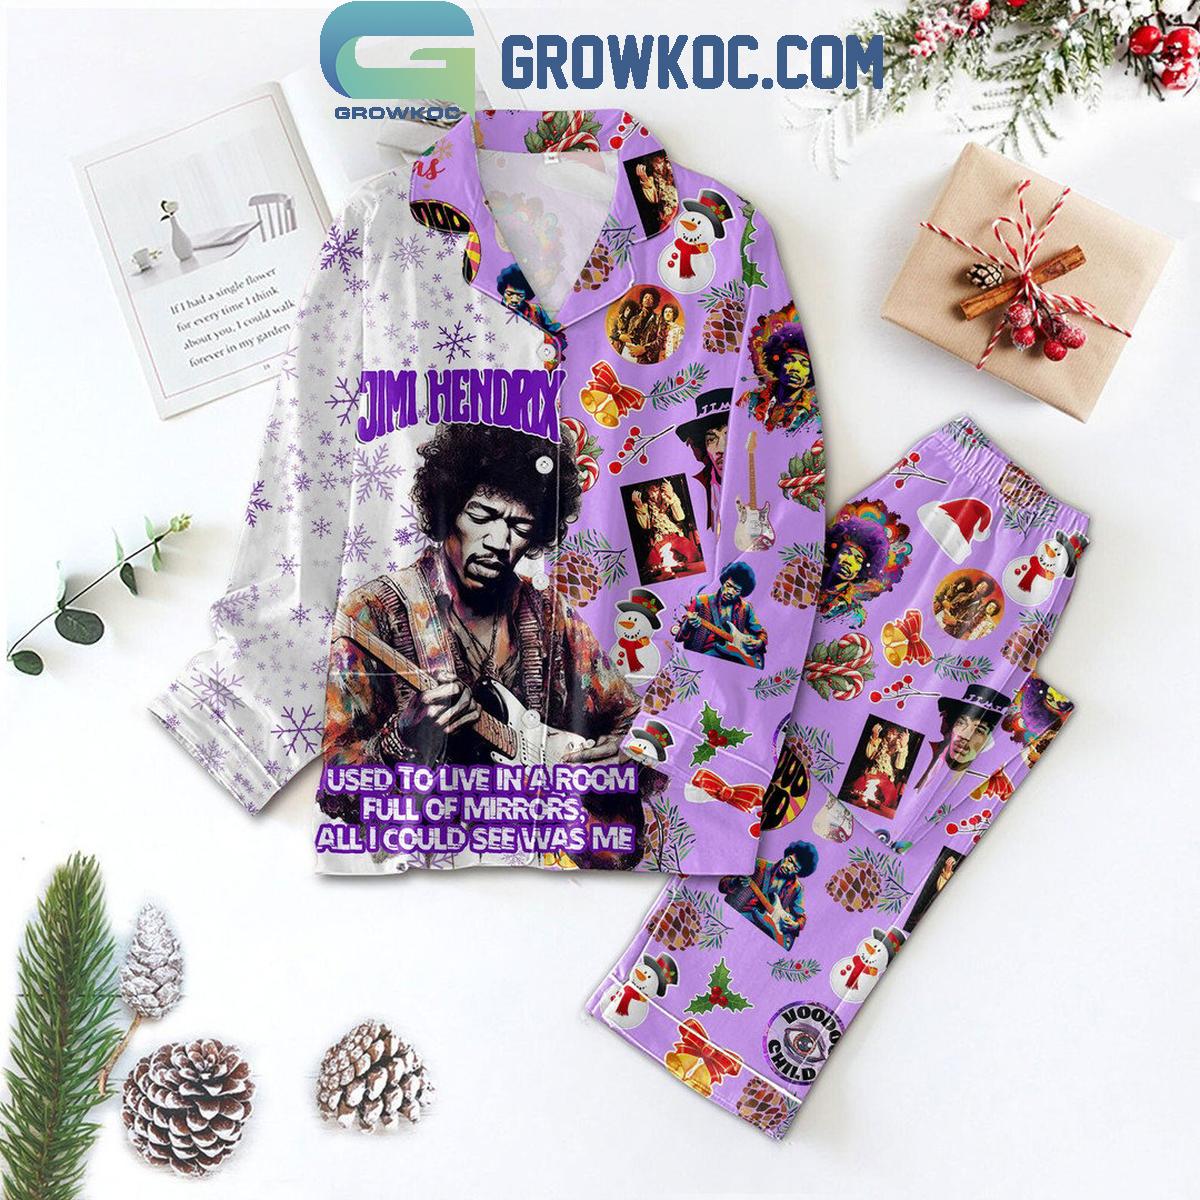 GROWKOC
GROWKOC.COM
If I had a single flower
for every time I think
about you, I could walk
forever in my garden
JIMI HENDRIX
USED TO LIVE IN A ROOM
FULL OF MIRRORS,
ALL I COULD SEE WAS ME
JIMI
VOODOO
CHILD